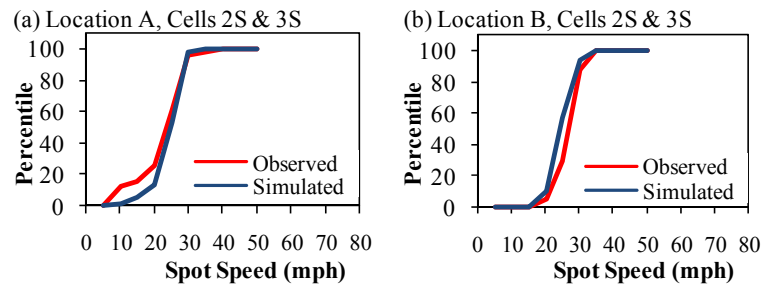 (a) Location A, Cells 2S & 3S
100
80
60
40
20
0
Percentile
Observed
Simulated
0 10 20 30 40 50 60 70 80
Spot Speed (mph)
(b) Location B, Cells 2S & 3S
100
80
60
40
20
0
Percentile
Observed
Simulated
0 10 20 30 40 50 60 70 80
Spot Speed (mph)